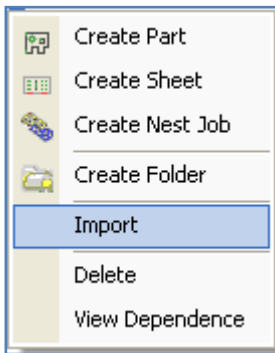 Create Part
Create Sheet
Create Nest Job
Create Folder
Import
Delete
View Dependence